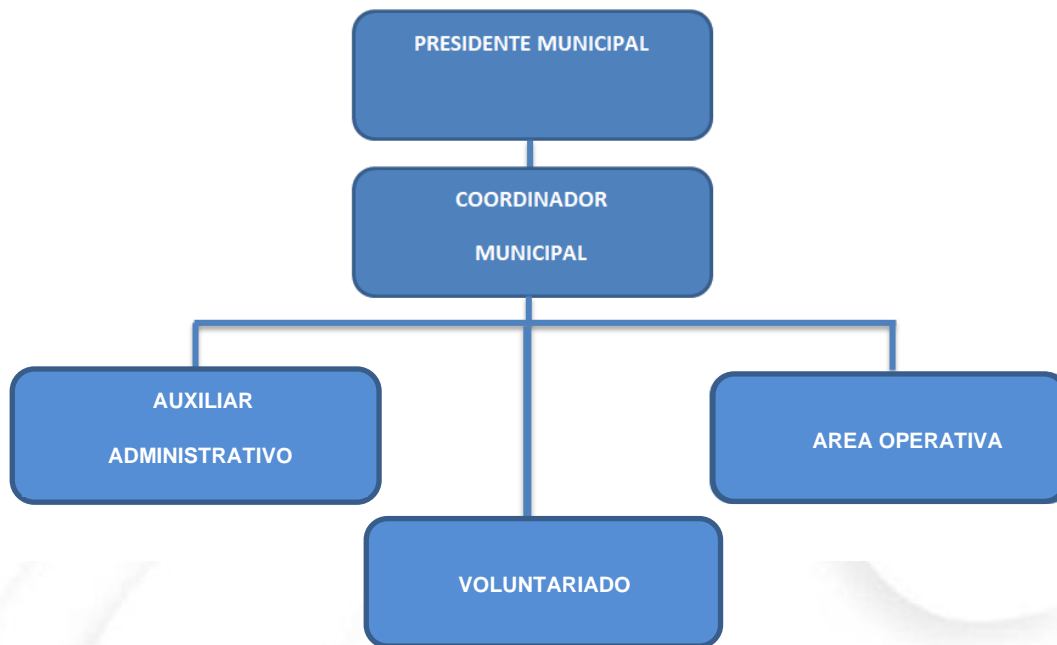 PRESIDENTE MUNICIPAL
COORDINADOR
MUNICIPAL
AUXILIAR
ADMINISTRATIVO
AREA OPERATIVA
VOLUNTARIADO